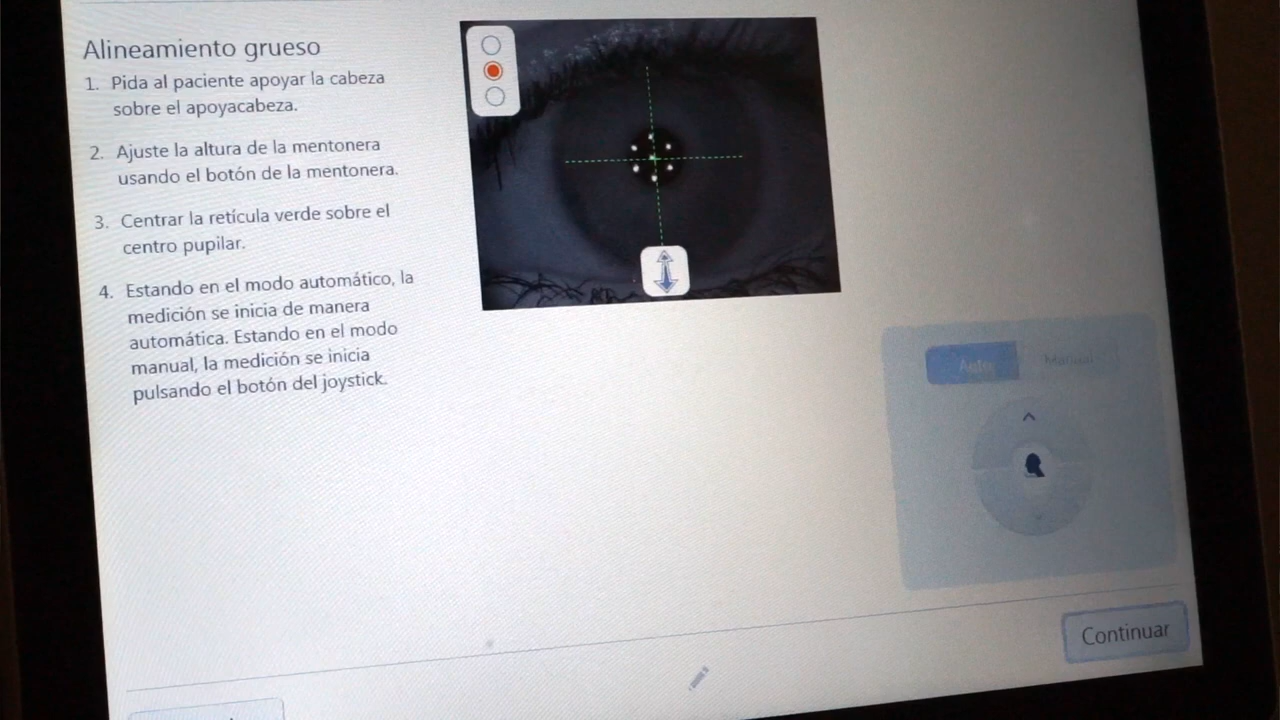 Alineamiento grueso
1. Pida al paciente apoyar la cabeza
sobre el apoyacabeza.
2. Ajuste la altura de la mentonera
usando el botón de la mentonera.
3. Centrar la retícula verde sobre el
centro pupilar.
4. Estando en el modo automático, la
medición se inicia de manera
automática. Estando en el modo
manual, la medición se inicia
pulsando el botón del joystick.
Auto Manual
Continuar